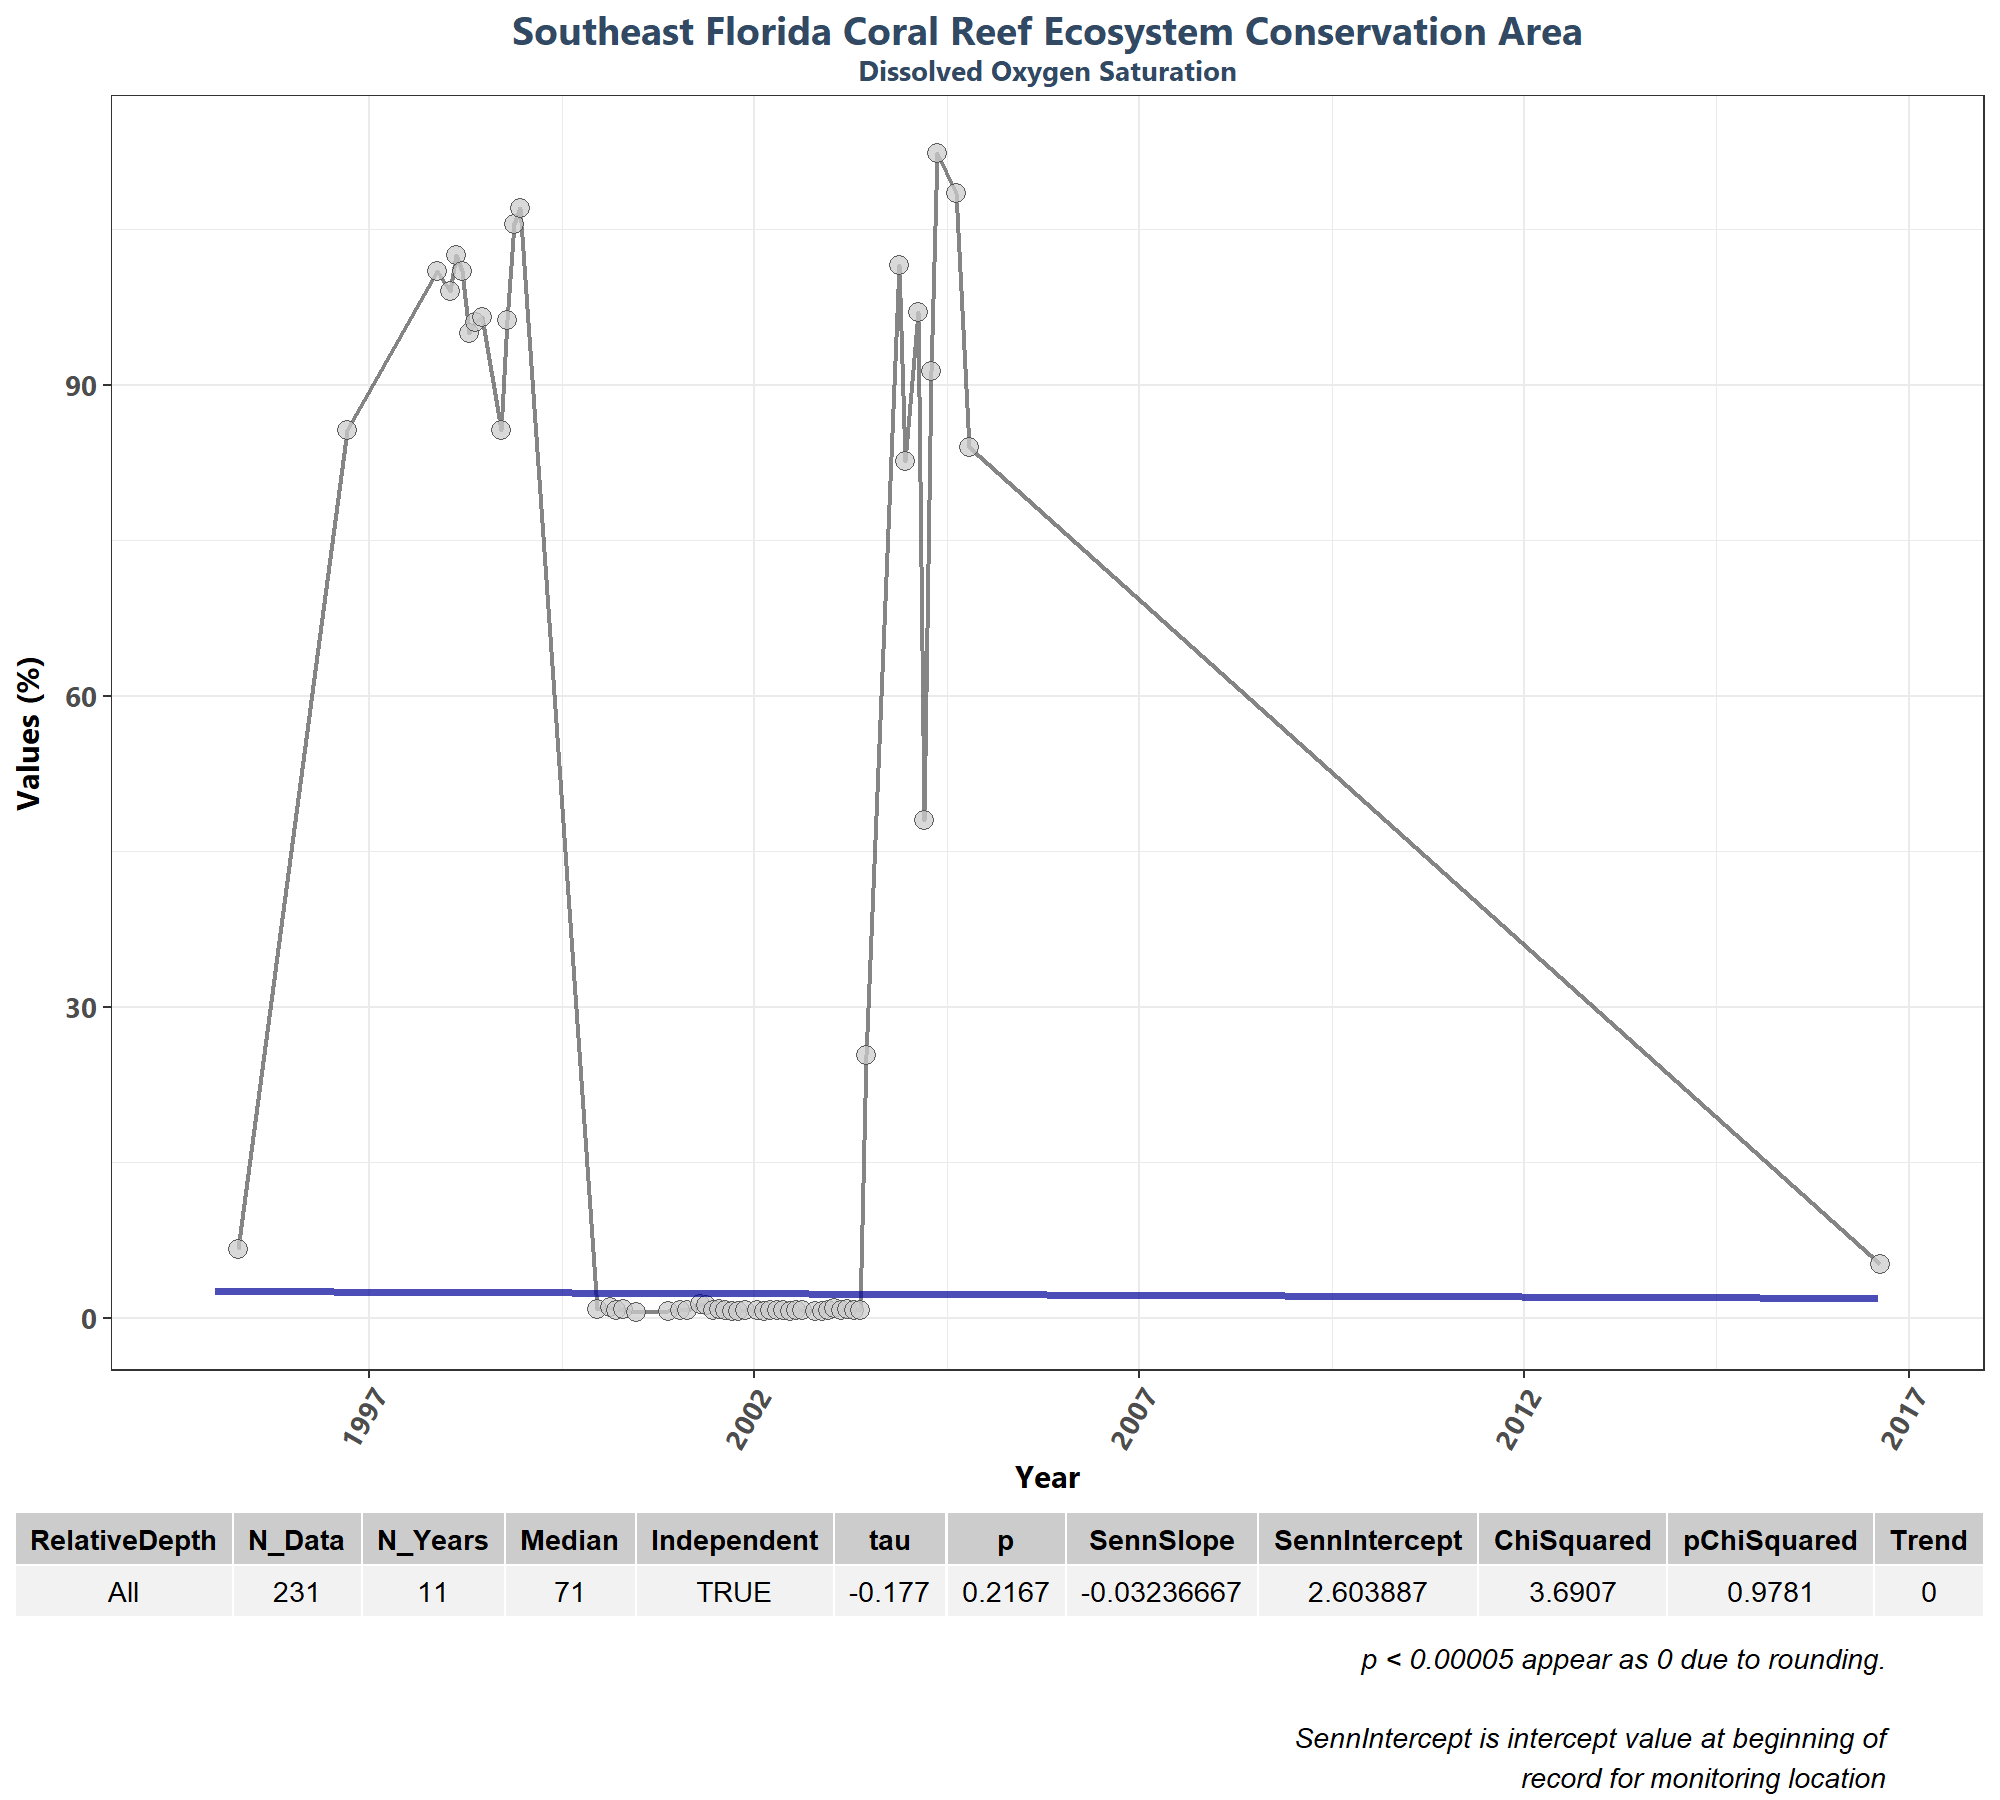 Southeast Florida Coral Reef Ecosystem Conservation Area
Dissolved Oxygen Saturation
Values (%)
90
60
30
0
1997 2002 2007 2012 2017
Year
RelativeDepth N_Data N_Years Median Independent tau p SennSlope SennIntercept ChiSquared pChiSquared Trend
All 231 11 71 TRUE -0.177 0.2167 -0.03236667 2.603887 3.6907 0.9781 0
p < 0.00005 appear as 0 due to rounding.
SennIntercept is intercept value at beginning of
record for monitoring location